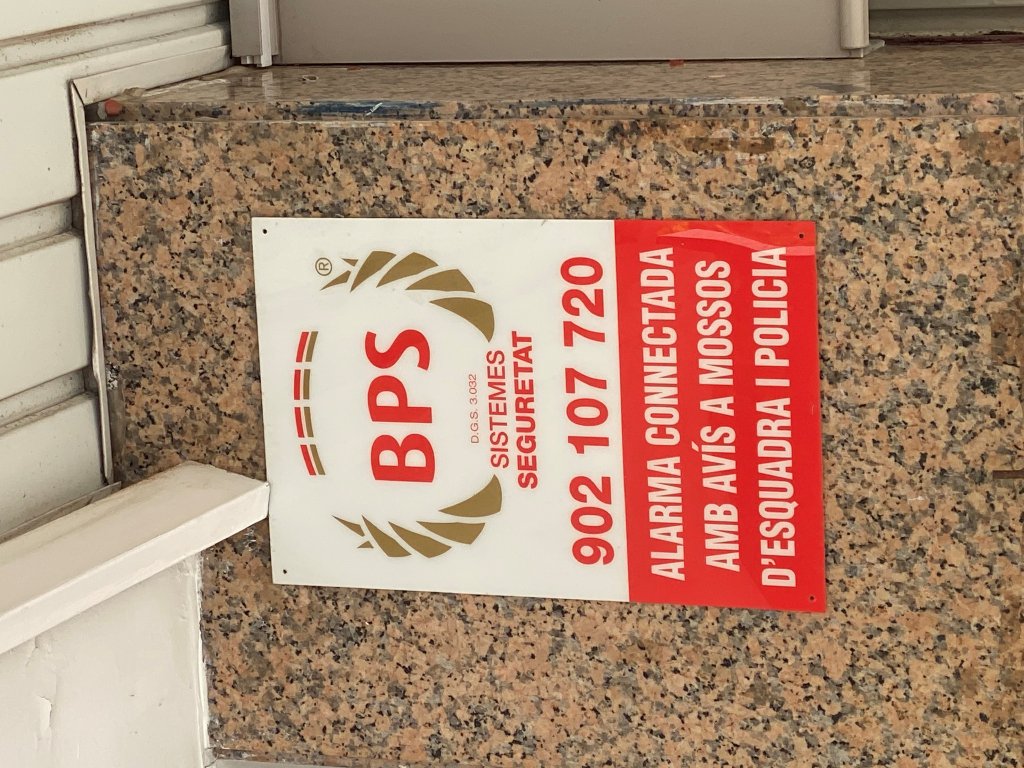 ®
BPS
D.G.S. 3.032
SISTEMES
SEGURETAT
902 107 720
ALARMA CONNECTADA
AMB AVÍS A MOSSOS
D'ESQUADRA I POLICIA